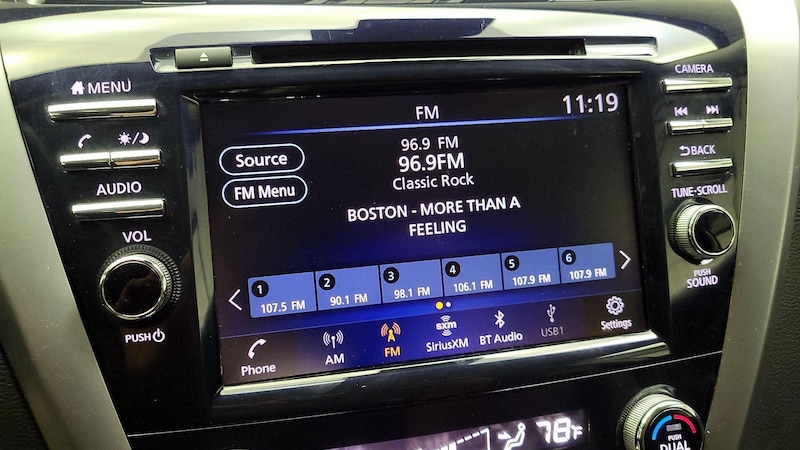 MENU
AUDIO
VOL
PUSH
FM
11:19
96.9 FM
96.9FM
Classic Rock
Source
FM Menu
BOSTON - MORE THAN A
FEELING
1 107.5 FM
2 90.1 FM
3 98.1 FM
4 106.1 FM
5 107.9 FM
6 107.9 FM
Phone
AM
FM
sxm
SiriusXM
BT Audio
USB1
Settings
CAMERA
BACK
TUNE·SCROLL
PUSH
SOUND
78°F
PUSH
DUAL